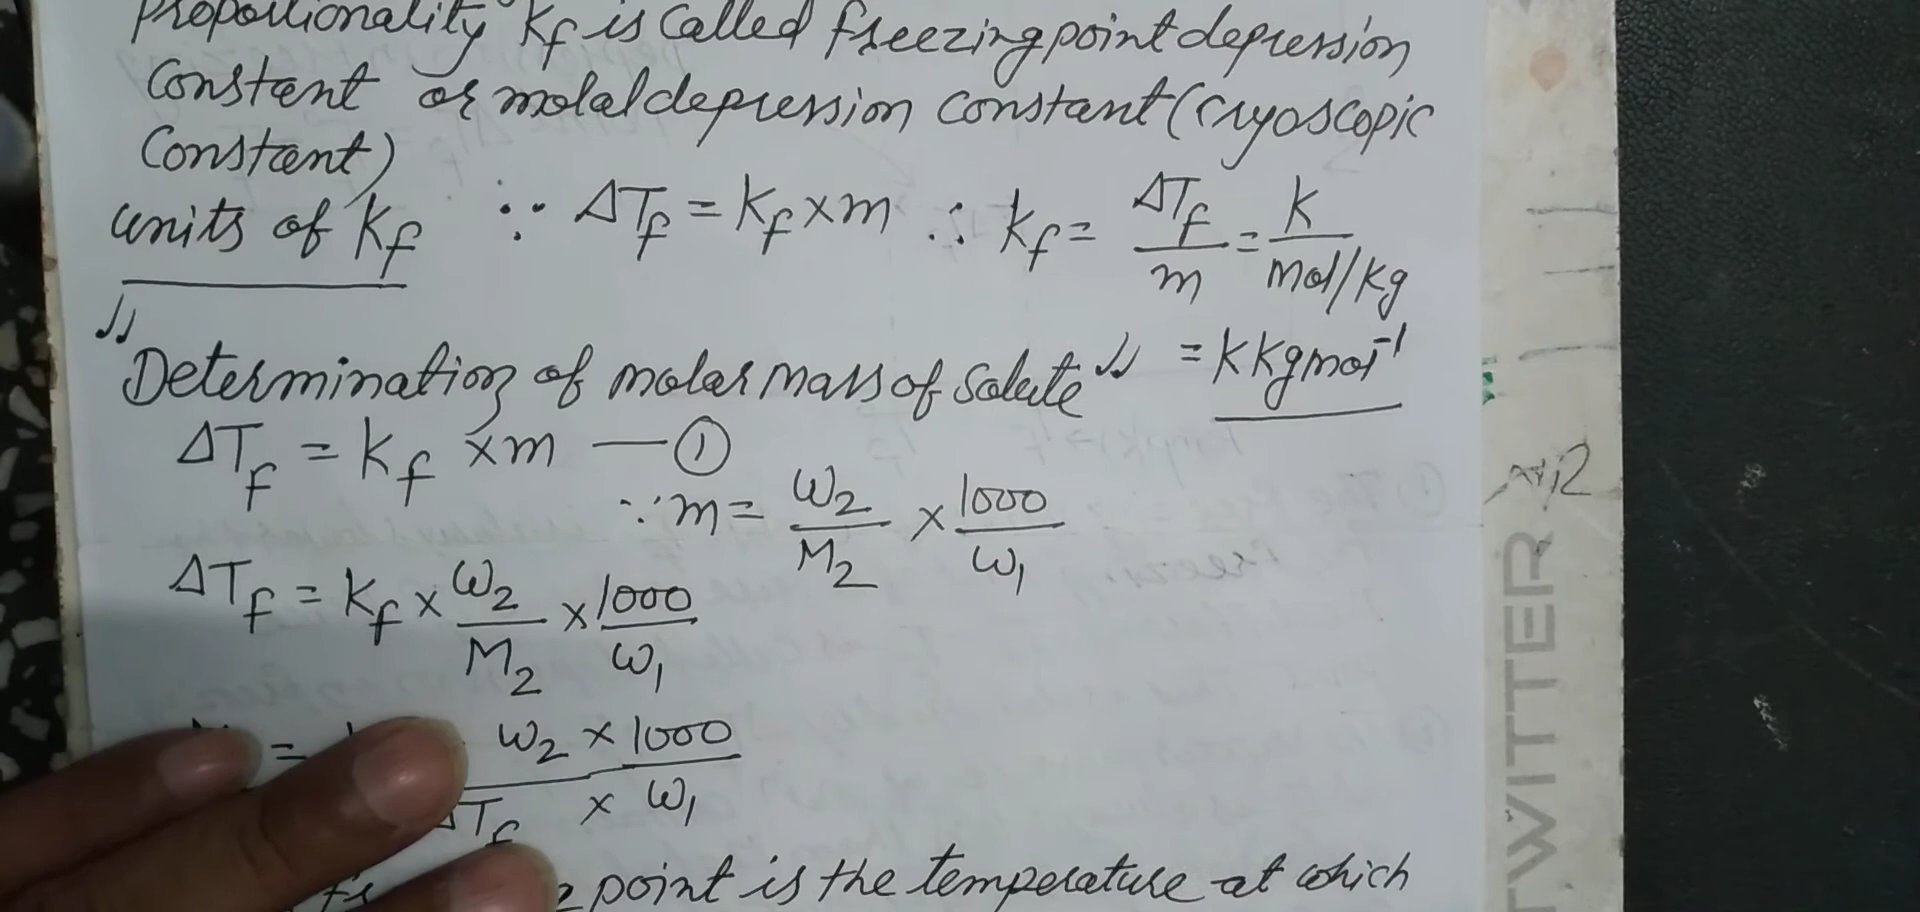 proportionality Kf is called freezing point depression
constant or molal depression constant (cryoscopic
constant)
units of Kf ∵ ΔTf = Kf × m ∴ Kf = ΔTf/m = K/mol/kg
= K kg mol⁻¹
"Determination of molar mass of solute"
ΔTf = Kf × m — ①
∵ m = W₂/M₂ × 1000/W₁
ΔTf = Kf × W₂/M₂ × 1000/W₁
= W₂ × 1000 / ΔTf × W₁
point is the temperature at which
TWITTER